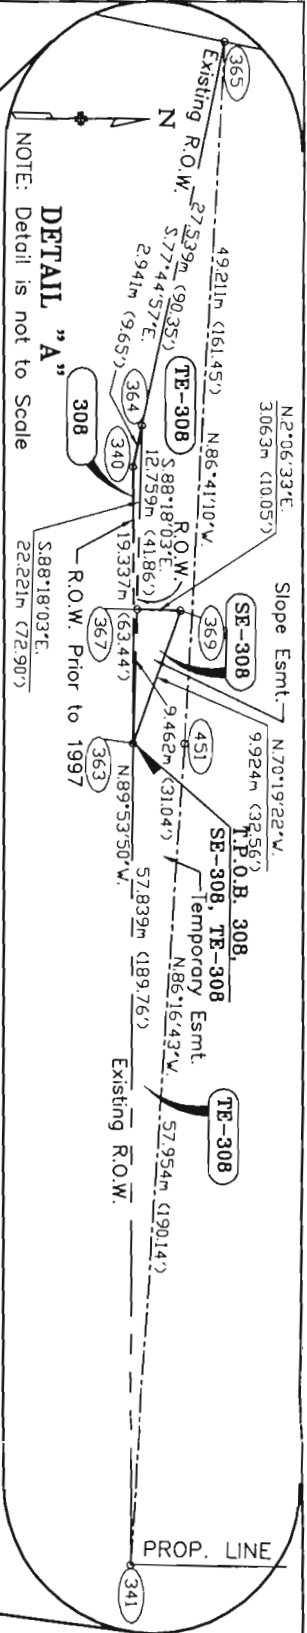 365
Existing R.O.W.
27.539m (90.35')
S.77°44'57"E.
2.941m (9.65')
49.211m (161.45')
N.86°41'10"W.
N
DETAIL "A"
NOTE: Detail is not to Scale
364
TE-308
340
308
S.88°18'03"E.
12.759m (41.86')
R.O.W.
19.337m (63.44')
S.88°18'03"E.
22.221m (72.90')
R.O.W. Prior to 1997
N.2°06'33"E.
3.063m (10.05')
369
SE-308
Slope Esmt.
367
9.462m (31.04')
N.70°19'22"W.
9.924m (32.56')
451
363
T.P.O.B. 308,
SE-308, TE-308
Temporary Esmt.
N.89°53'50"W.
57.839m (189.76')
N.86°16'43"W.
57.954m (190.14')
TE-308
Existing R.O.W.
PROP. LINE
341